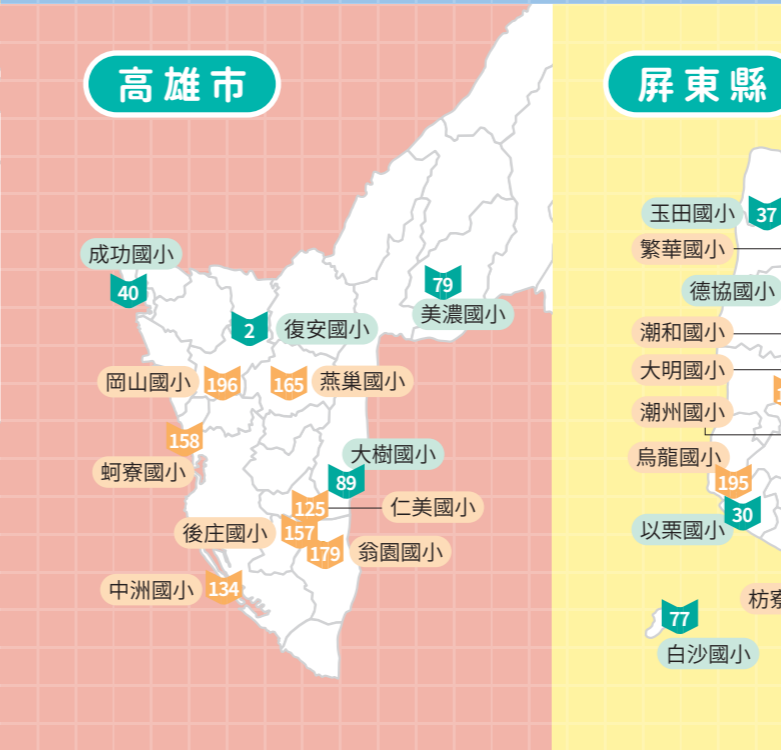 高雄市
成功國小
40
79
美濃國小
2
復安國小
岡山國小
196
165
燕巢國小
158
蚵寮國小
大樹國小
89
125
仁美國小
後庄國小
157
179
翁園國小
中洲國小
134
屏東縣
玉田國小
37
繁華國小
德協國小
潮和國小
大明國小
潮州國小
烏龍國小
195
30
以栗國小
枋寮
77
白沙國小